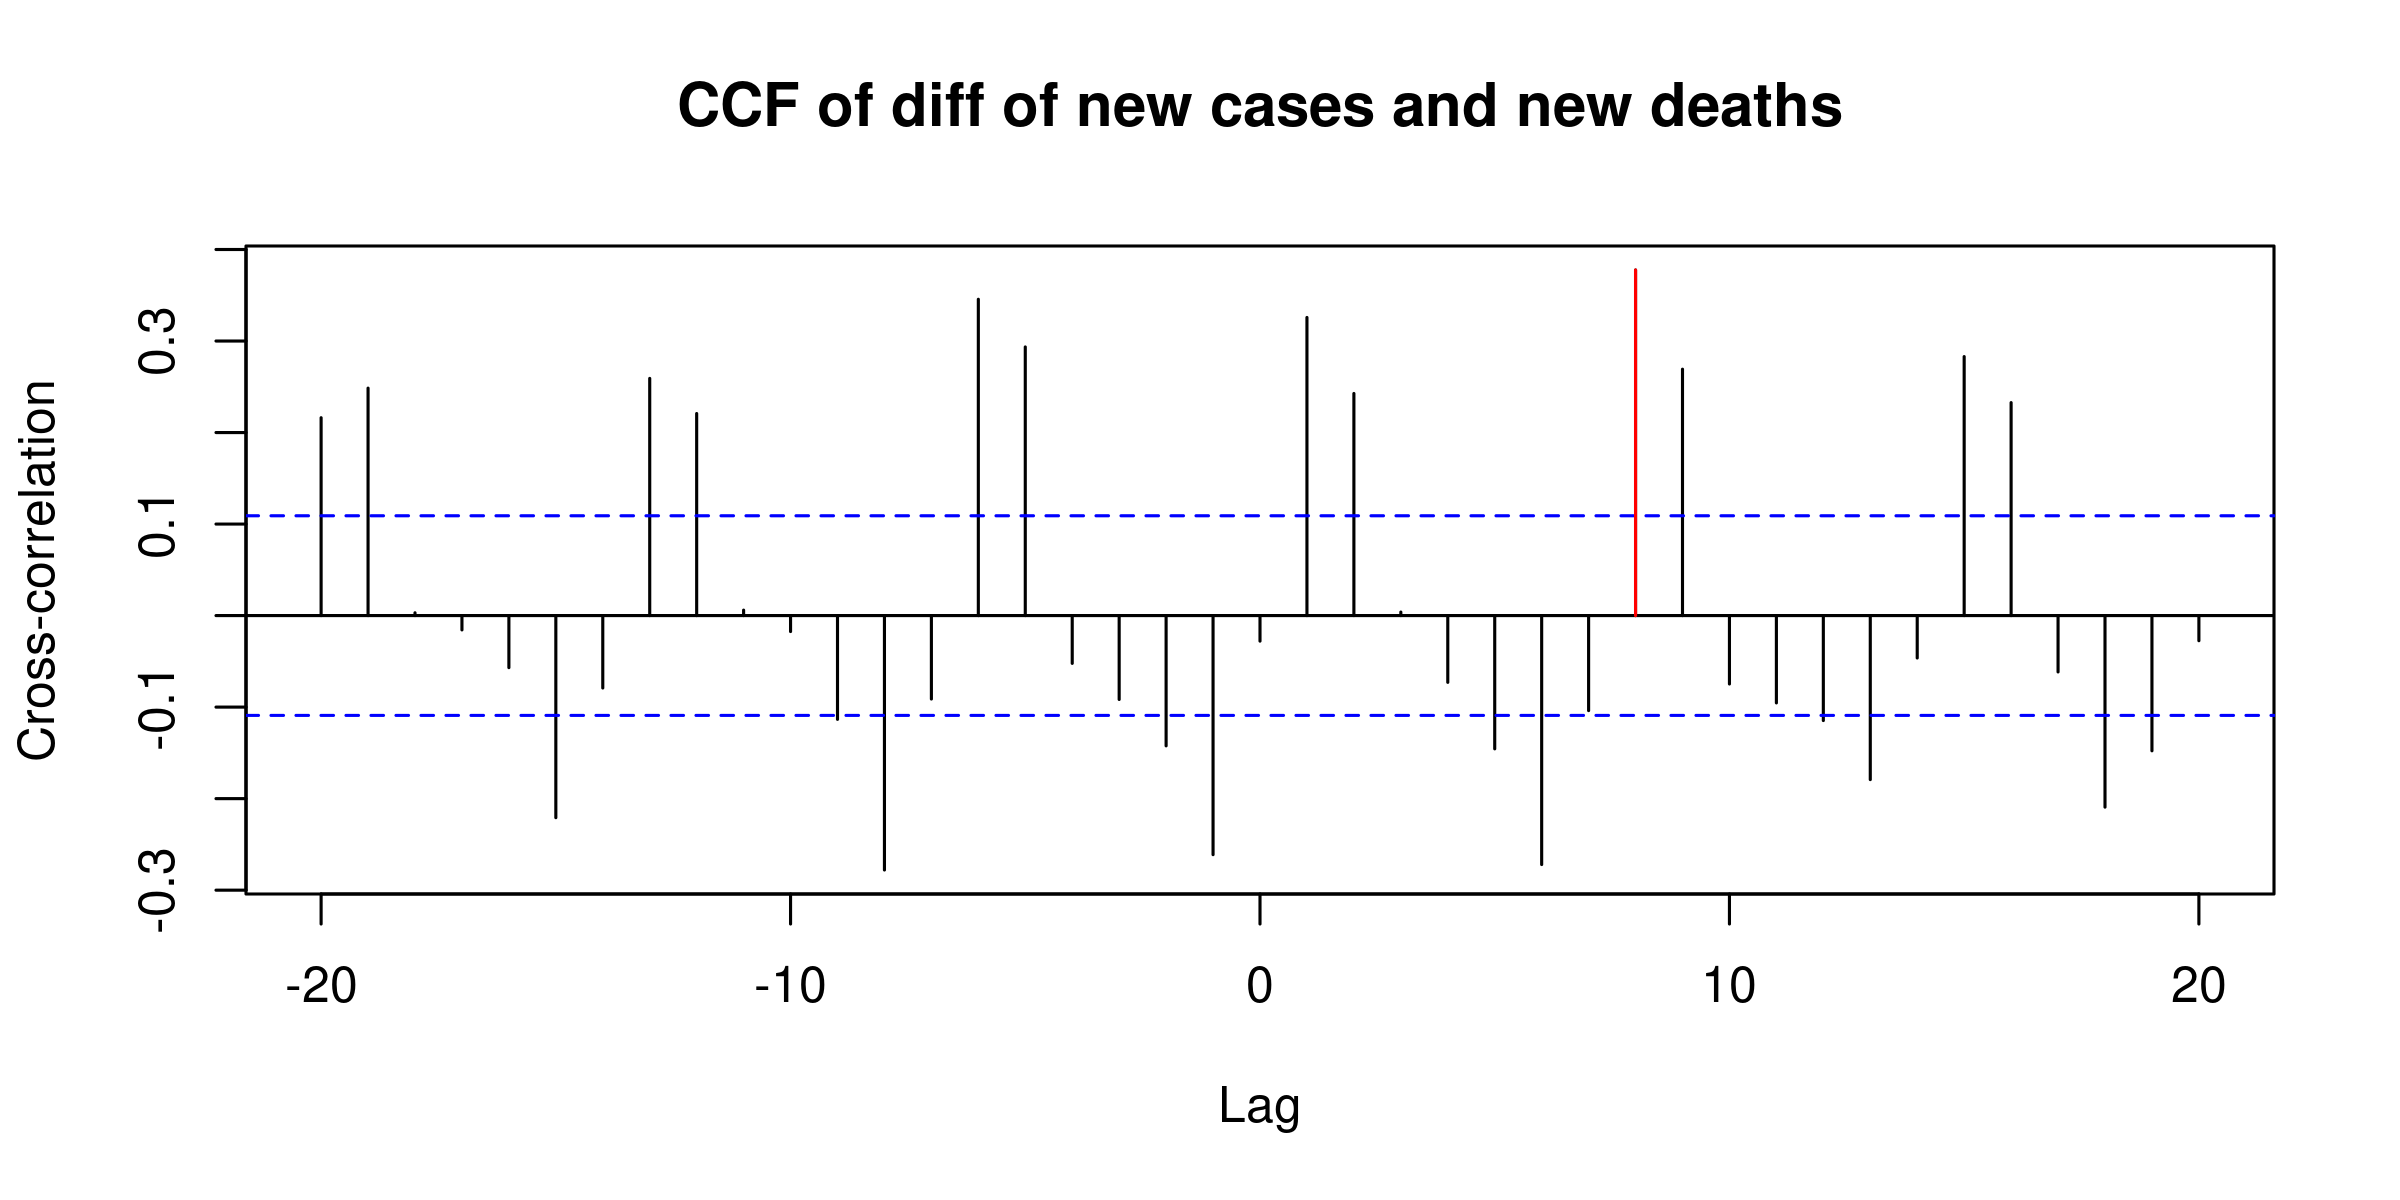 CCF of diff of new cases and new deaths
Cross-correlation
0.3
0.1
-0.1
-0.3
-20 -10 0 10 20
Lag